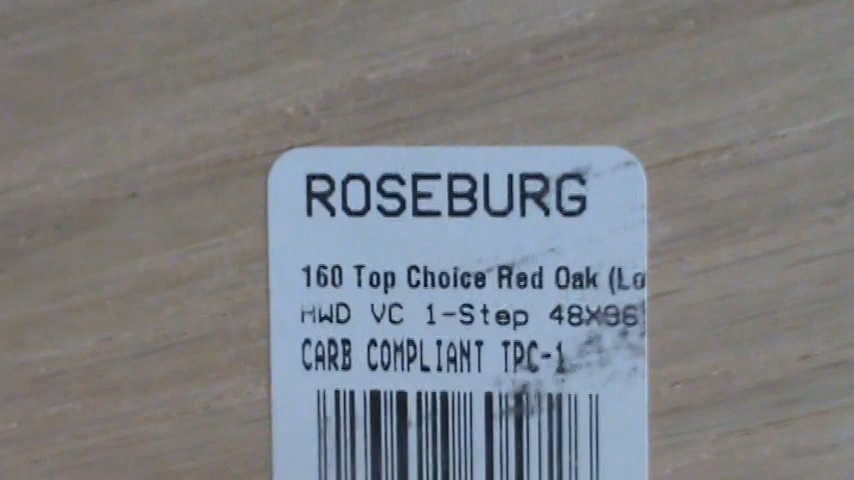 ROSEBURG
160 Top Choice Red Oak (Lo
HWD VC 1-Step 48X96
CARB COMPLIANT TPC-1